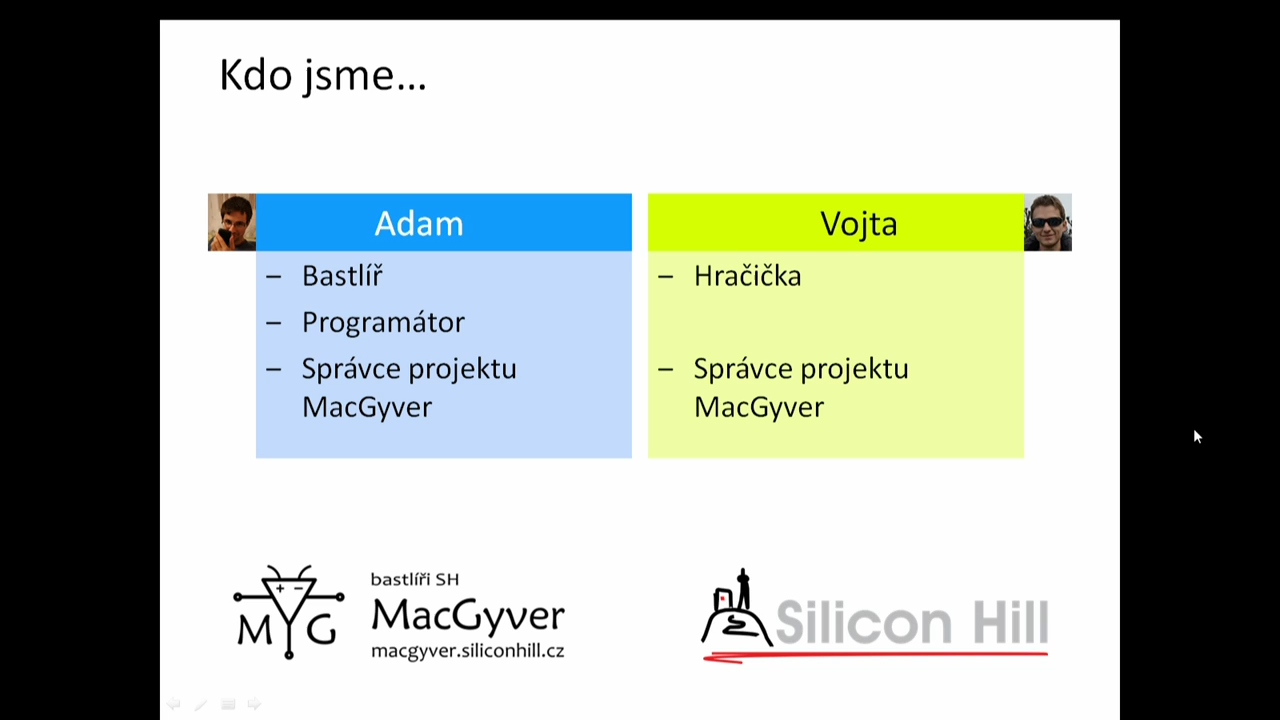 Kdo jsme...
Adam
– Bastlíř
– Programátor
– Správce projektu
MacGyver
Vojta
– Hračička
– Správce projektu
MacGyver
+ –
MYG
bastlíři SH
MacGyver
macgyver.siliconhill.cz
Silicon Hill